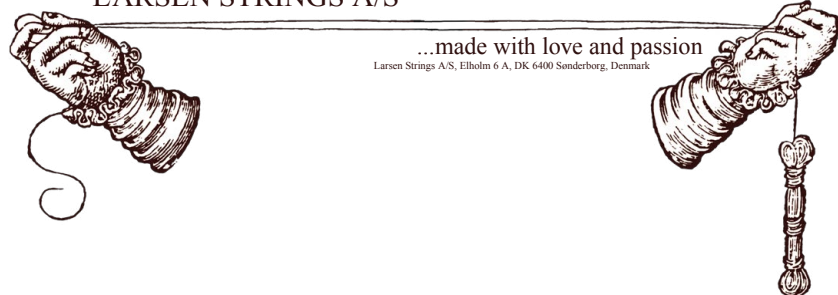 LARSEN STRINGS A/S
...made with love and passion
Larsen Strings A/S, Elholm 6 A, DK 6400 Sønderborg, Denmark